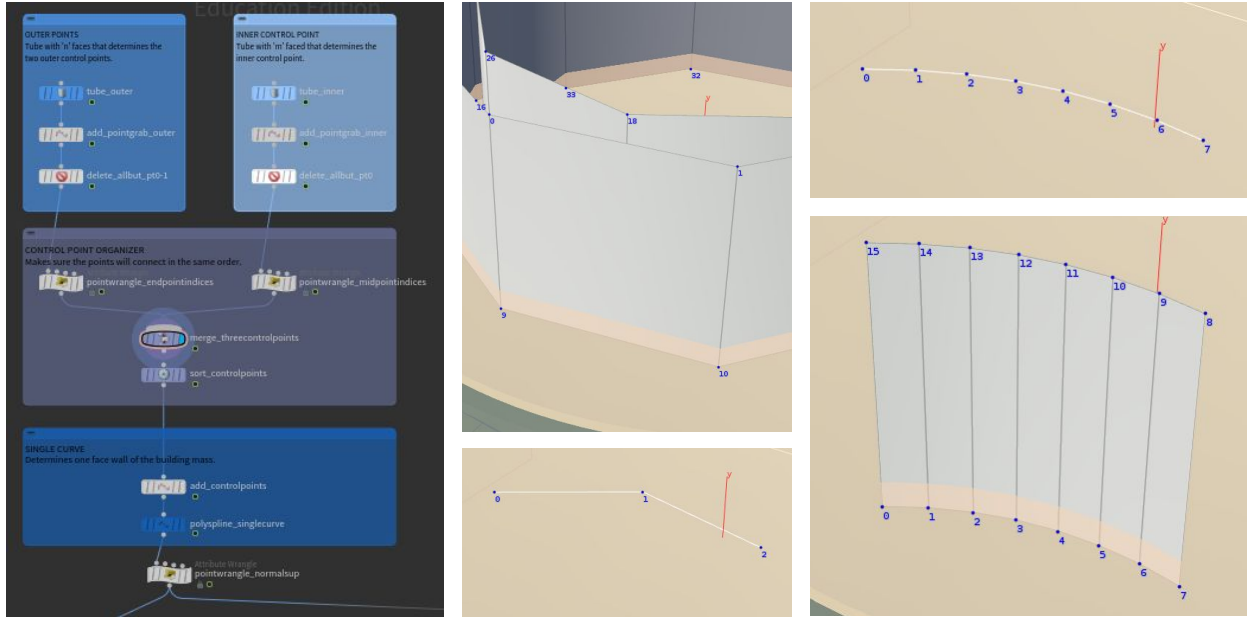 Education Edition
OUTER POINTS
Tube with 'n' faces that determines the
two outer control points.
tube_outer
add_pointgrab_outer
delete_allbut_pt0-1
INNER CONTROL POINT
Tube with 'm' faced that determines the
inner control point.
tube_inner
add_pointgrab_inner
delete_allbut_pt0
CONTROL POINT ORGANIZER
Makes sure the points will connect in the same order.
pointwrangle_endpointindices
pointwrangle_midpointindices
merge_threecontrolpoints
sort_controlpoints
SINGLE CURVE
Determines one face wall of the building mass.
add_controlpoints
polyspline_singlecurve
Attribute Wrangle
pointwrangle_normalsup
26
33
32
16
0
18
y
1
9
10
0
1
y
2
0
1
2
3
4
5
6
7
y
15
14
13
12
11
10
9
8
y
0
1
2
3
4
5
6
7